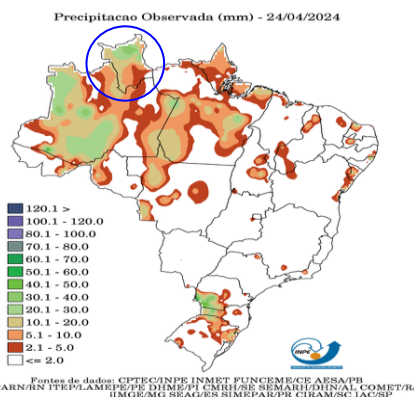 Precipitacao Observada (mm) - 24/04/2024
120.1 >
100.1 - 120.0
80.1 - 100.0
70.1 - 80.0
60.1 - 70.0
50.1 - 60.0
40.1 - 50.0
30.1 - 40.0
20.1 - 30.0
10.1 - 20.0
5.1 - 10.0
2.1 - 5.0
<= 2.0
INPE
Fontes de dados: CPTEC/INPE INMET FUNCEME/CE AESA/PB
PARN/RN ITEP/LAMEPE/PE DHME/PI CMRH/SE SEMARH/DHN/AL COMET/RJ
IIMGE/MG SEAG/ES SIMEPAR/PR CIRAM/SC IAC/SP